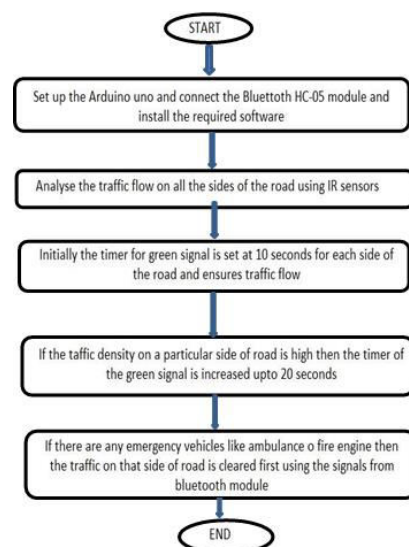 START
Set up the Arduino uno and connect the Bluettoth HC-05 module and
install the required software
Analyse the traffic flow on all the sides of the road using IR sensors
Initially the timer for green signal is set at 10 seconds for each side of
the road and ensures traffic flow
If the taffic density on a particular side of road is high then the timer of
the green signal is increased upto 20 seconds
If there are any emergency vehicles like ambulance o fire engine then
the traffic on that side of road is cleared first using the signals from
bluetooth module
END